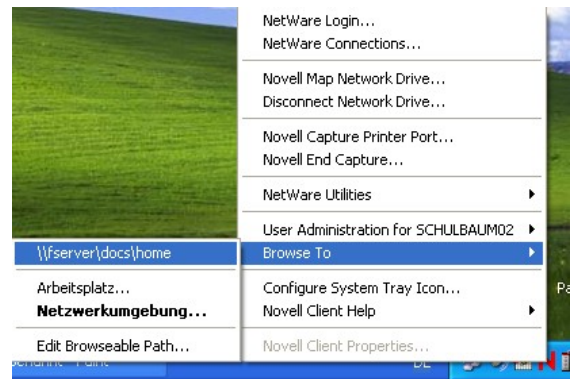 NetWare Login...
NetWare Connections...
Novell Map Network Drive...
Disconnect Network Drive...
Novell Capture Printer Port...
Novell End Capture...
NetWare Utilities
User Administration for SCHULBAUM02
Browse To
Configure System Tray Icon...
Novell Client Help
Novell Client Properties...
\\fserver\docs\home
Arbeitsplatz...
Netzwerkumgebung...
Edit Browseable Path...
Pa
DE